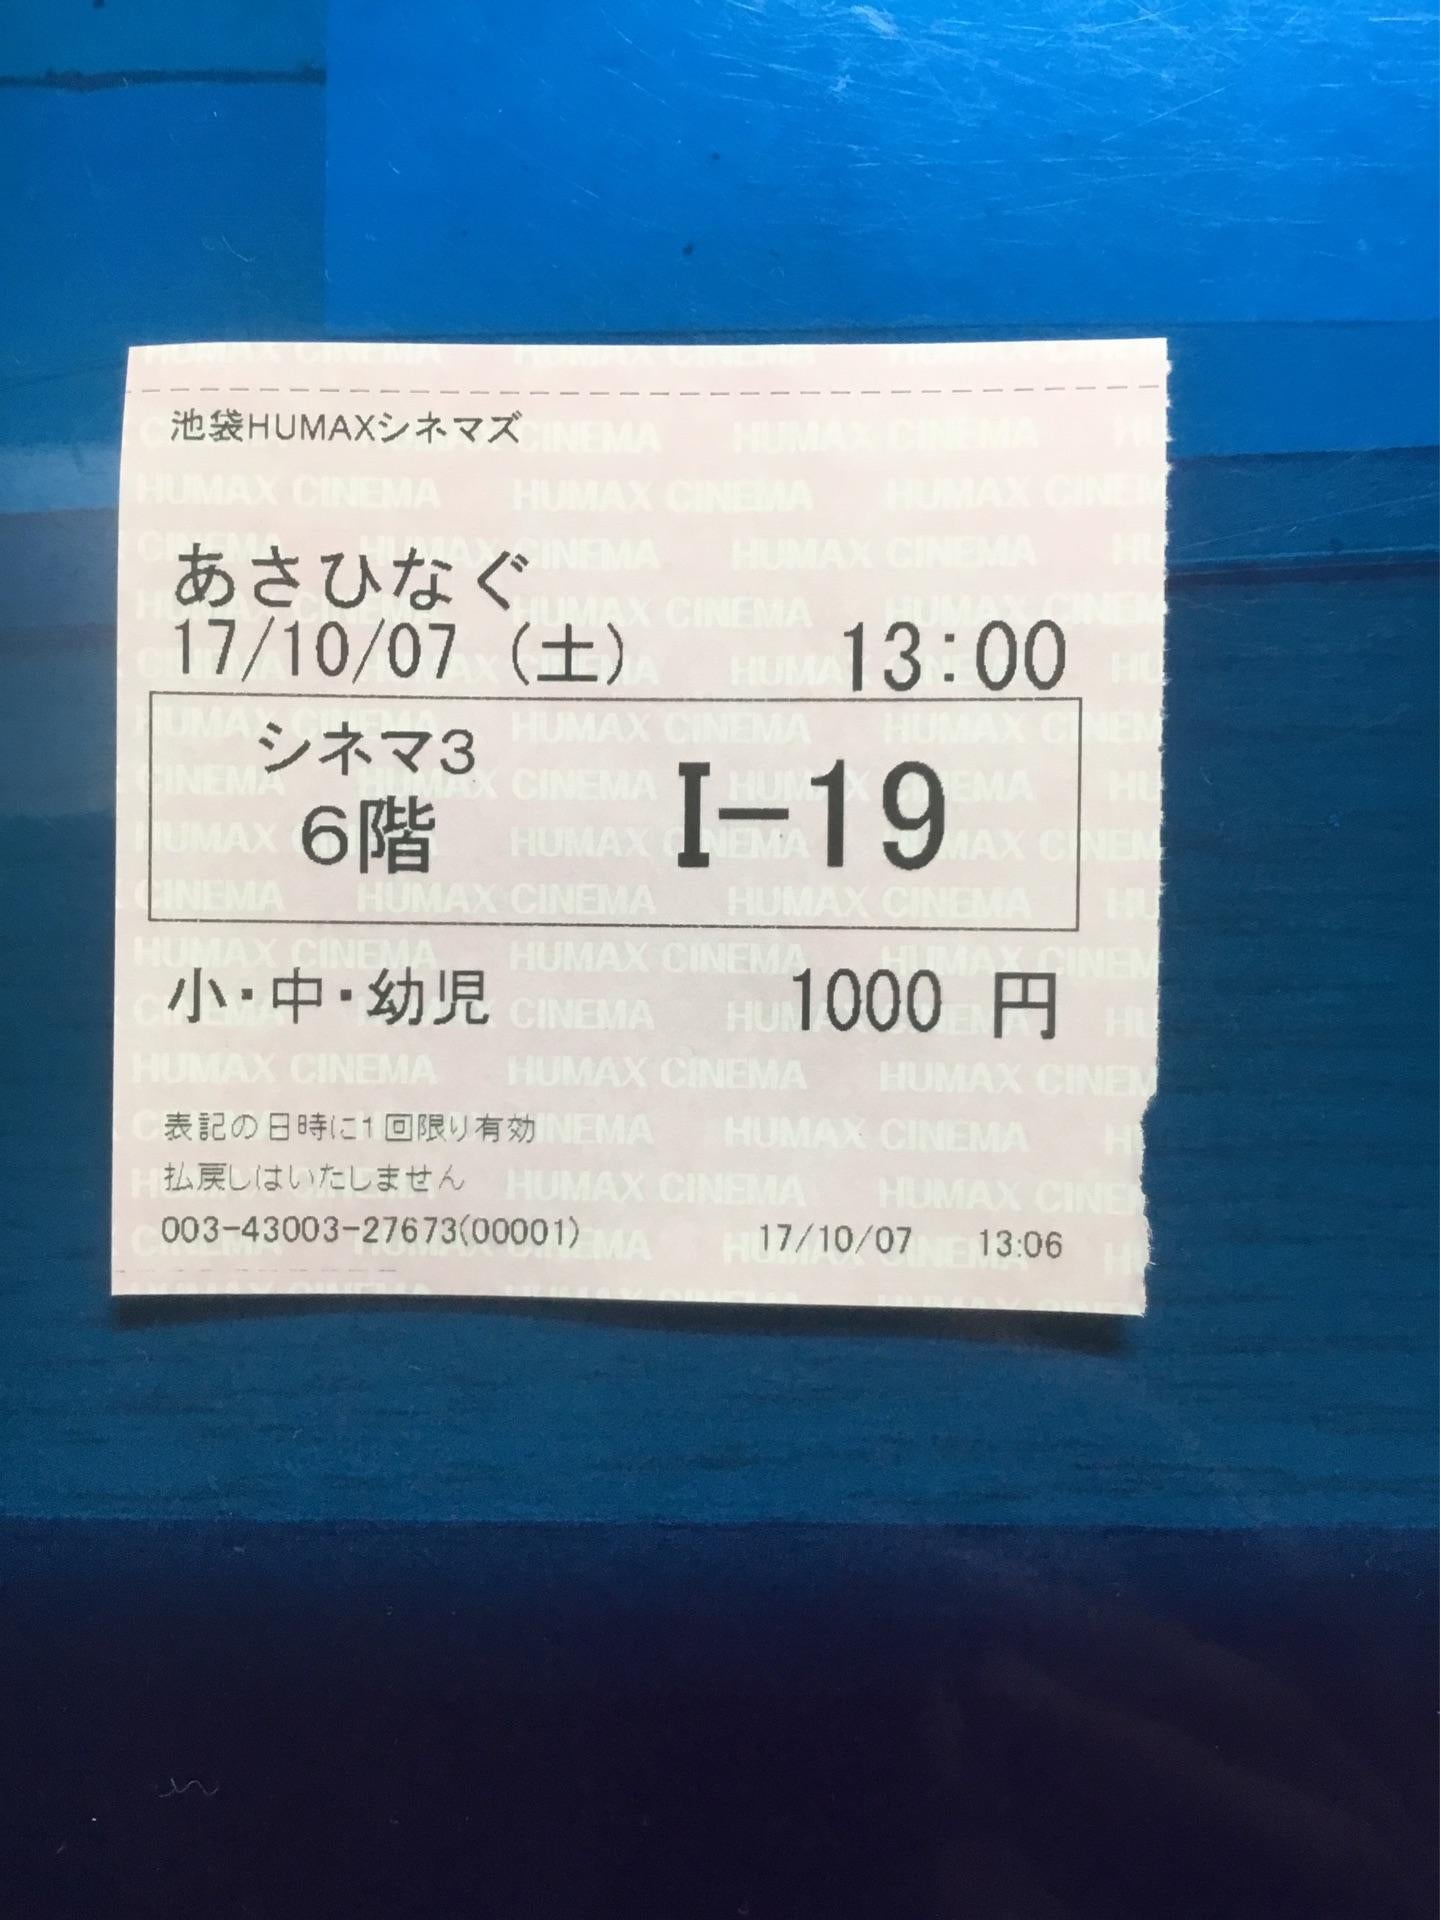 池袋HUMAXシネマズ
あさひなぐ
17/10/07 (土) 13:00
シネマ3
6階
I-19
小・中・幼児 1000 円
表記の日時に1回限り有効
払戻しはいたしません
003-43003-27673(00001) 17/10/07 13:06
HUMAX CINEMA